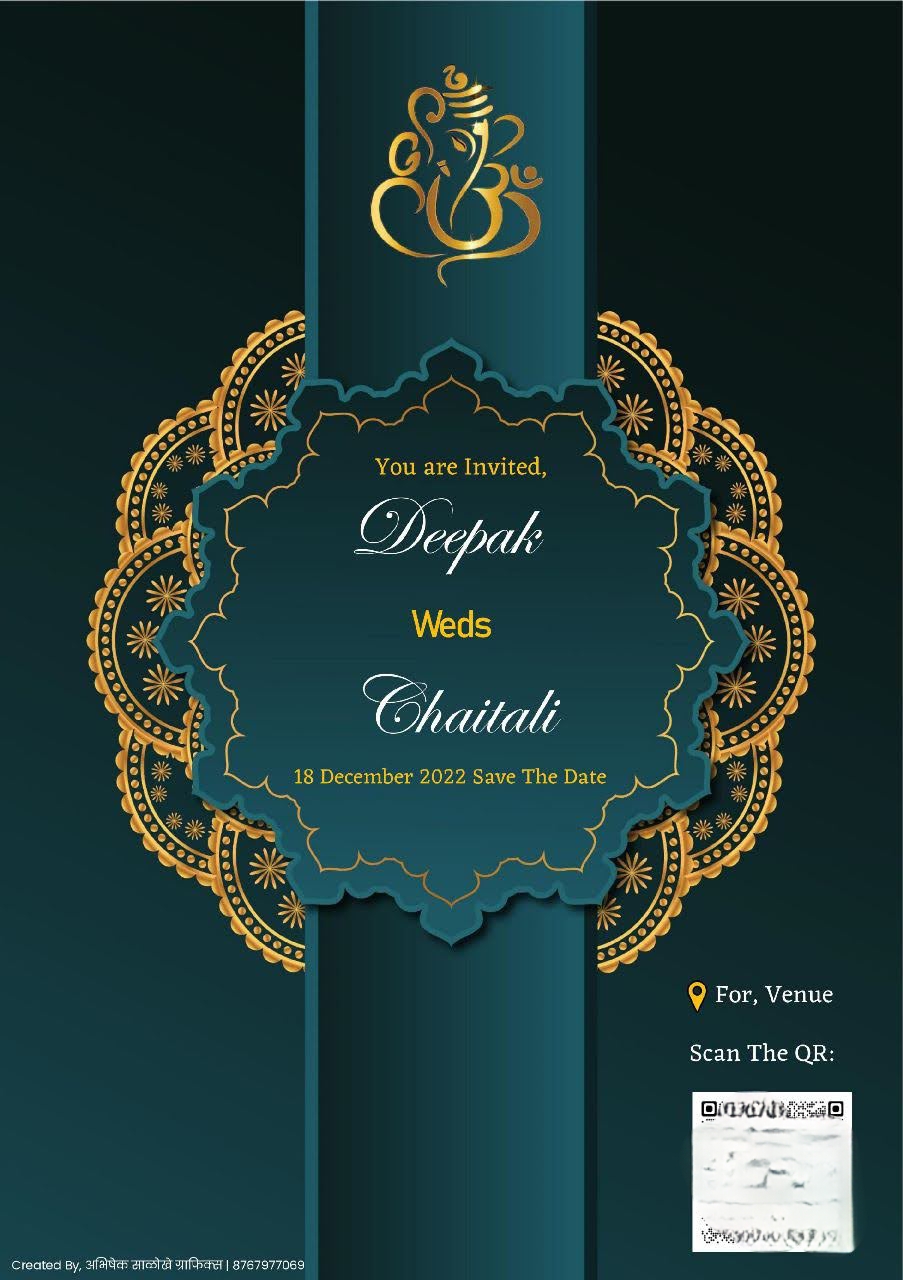 You are Invited,
Deepak
Weds
Chaitali
18 December 2022 Save The Date
For, Venue
Scan The QR:
Created By, अभिषेक साळोखे ग्राफिक्स | 8767977069